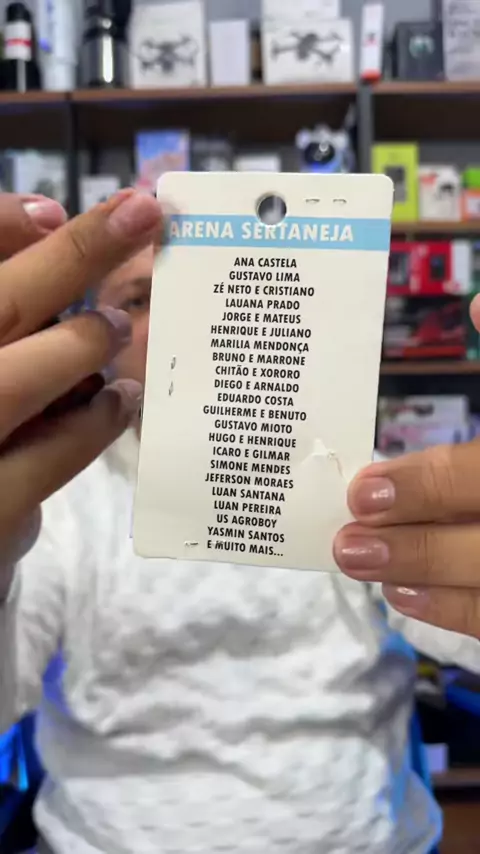 ARENA SERTANEJA
ANA CASTELA
GUSTAVO LIMA
ZÉ NETO E CRISTIANO
LAUANA PRADO
JORGE E MATEUS
HENRIQUE E JULIANO
MARILIA MENDONÇA
BRUNO E MARRONE
CHITÃO E XORORO
DIEGO E ARNALDO
EDUARDO COSTA
GUILHERME E BENUTO
GUSTAVO MIOTO
HUGO E HENRIQUE
ICARO E GILMAR
SIMONE MENDES
JEFERSON MORAES
LUAN SANTANA
LUAN PEREIRA
US AGROBOY
YASMIN SANTOS
E MUITO MAIS...